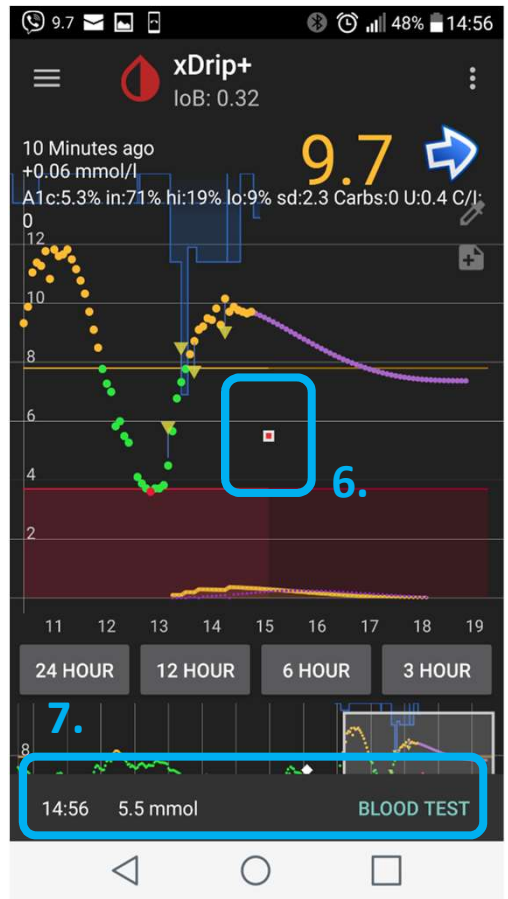 9.7 48% 14:56
xDrip+
IoB: 0.32
10 Minutes ago
+0.06 mmol/l
9.7
A1c:5.3% in:71% hi:19% lo:9% sd:2.3 Carbs:0 U:0.4 C/I:
0
12
10
8
6
6.
4
2
11 12 13 14 15 16 17 18 19
24 HOUR 12 HOUR 6 HOUR 3 HOUR
7.
8
14:56 5.5 mmol BLOOD TEST